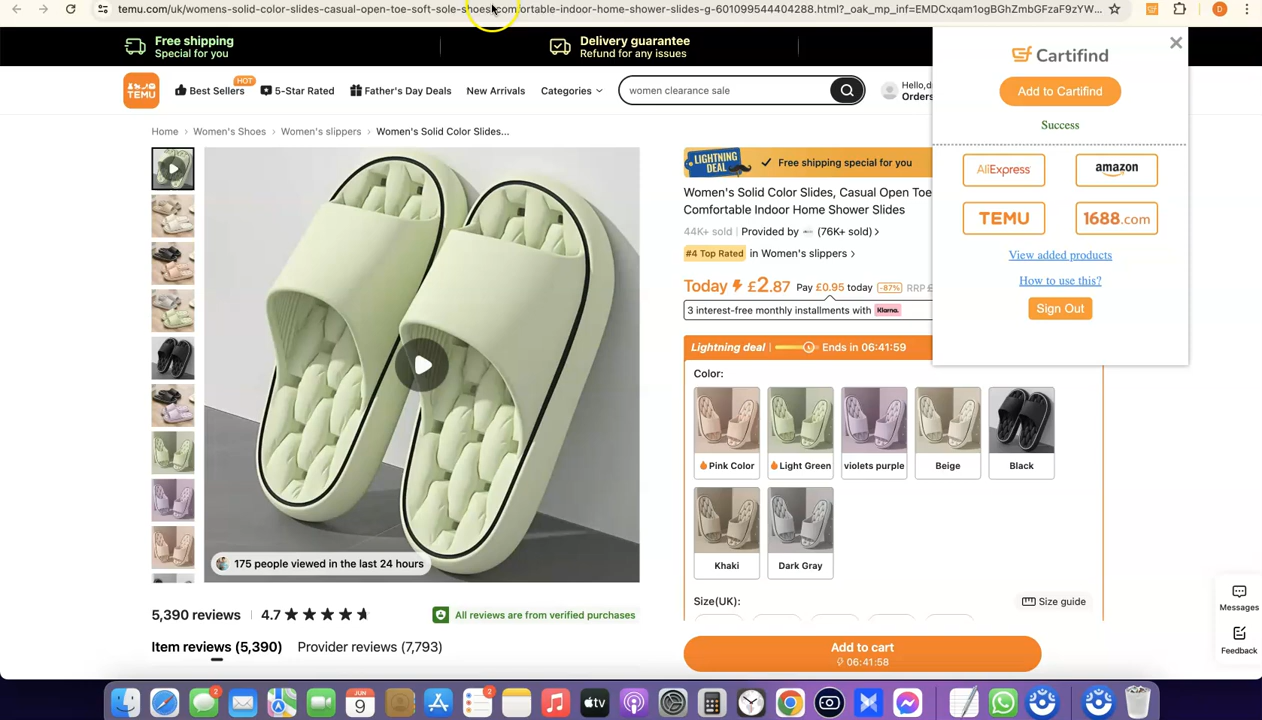 temu.com/uk/womens-solid-color-slides-casual-open-toe-soft-sole-shoes-comfortable-indoor-home-shower-slides-g-601099544404288.html?_oak_mp_inf=EMDCxqam1ogBGhZmbGFzaF9zYW...
D
Free shipping
Special for you
Delivery guarantee
Refund for any issues
TEMU
Best Sellers
HOT
5-Star Rated
Father's Day Deals
New Arrivals
Categories
women clearance sale
Hello,di
Orders
Cartifind
Add to Cartifind
Success
AliExpress
amazon
TEMU
1688.com
View added products
How to use this?
Sign Out
Home › Women's Shoes › Women's slippers › Women's Solid Color Slides...
LIGHTNING DEAL
Free shipping special for you
Women's Solid Color Slides, Casual Open Toe
Comfortable Indoor Home Shower Slides
44K+ sold | Provided by (76K+ sold) ›
#4 Top Rated in Women's slippers ›
Today £2.87 Pay £0.95 today -87% RRP
3 interest-free monthly installments with Klarna.
Lightning deal Ends in 06:41:59
Color:
Pink Color
Light Green
violets purple
Beige
Black
Khaki
Dark Gray
Size(UK):
Size guide
175 people viewed in the last 24 hours
5,390 reviews | 4.7
All reviews are from verified purchases
Item reviews (5,390)
Provider reviews (7,793)
Add to cart
06:41:58
Messages
Feedback
2
JUN
9
2
tv